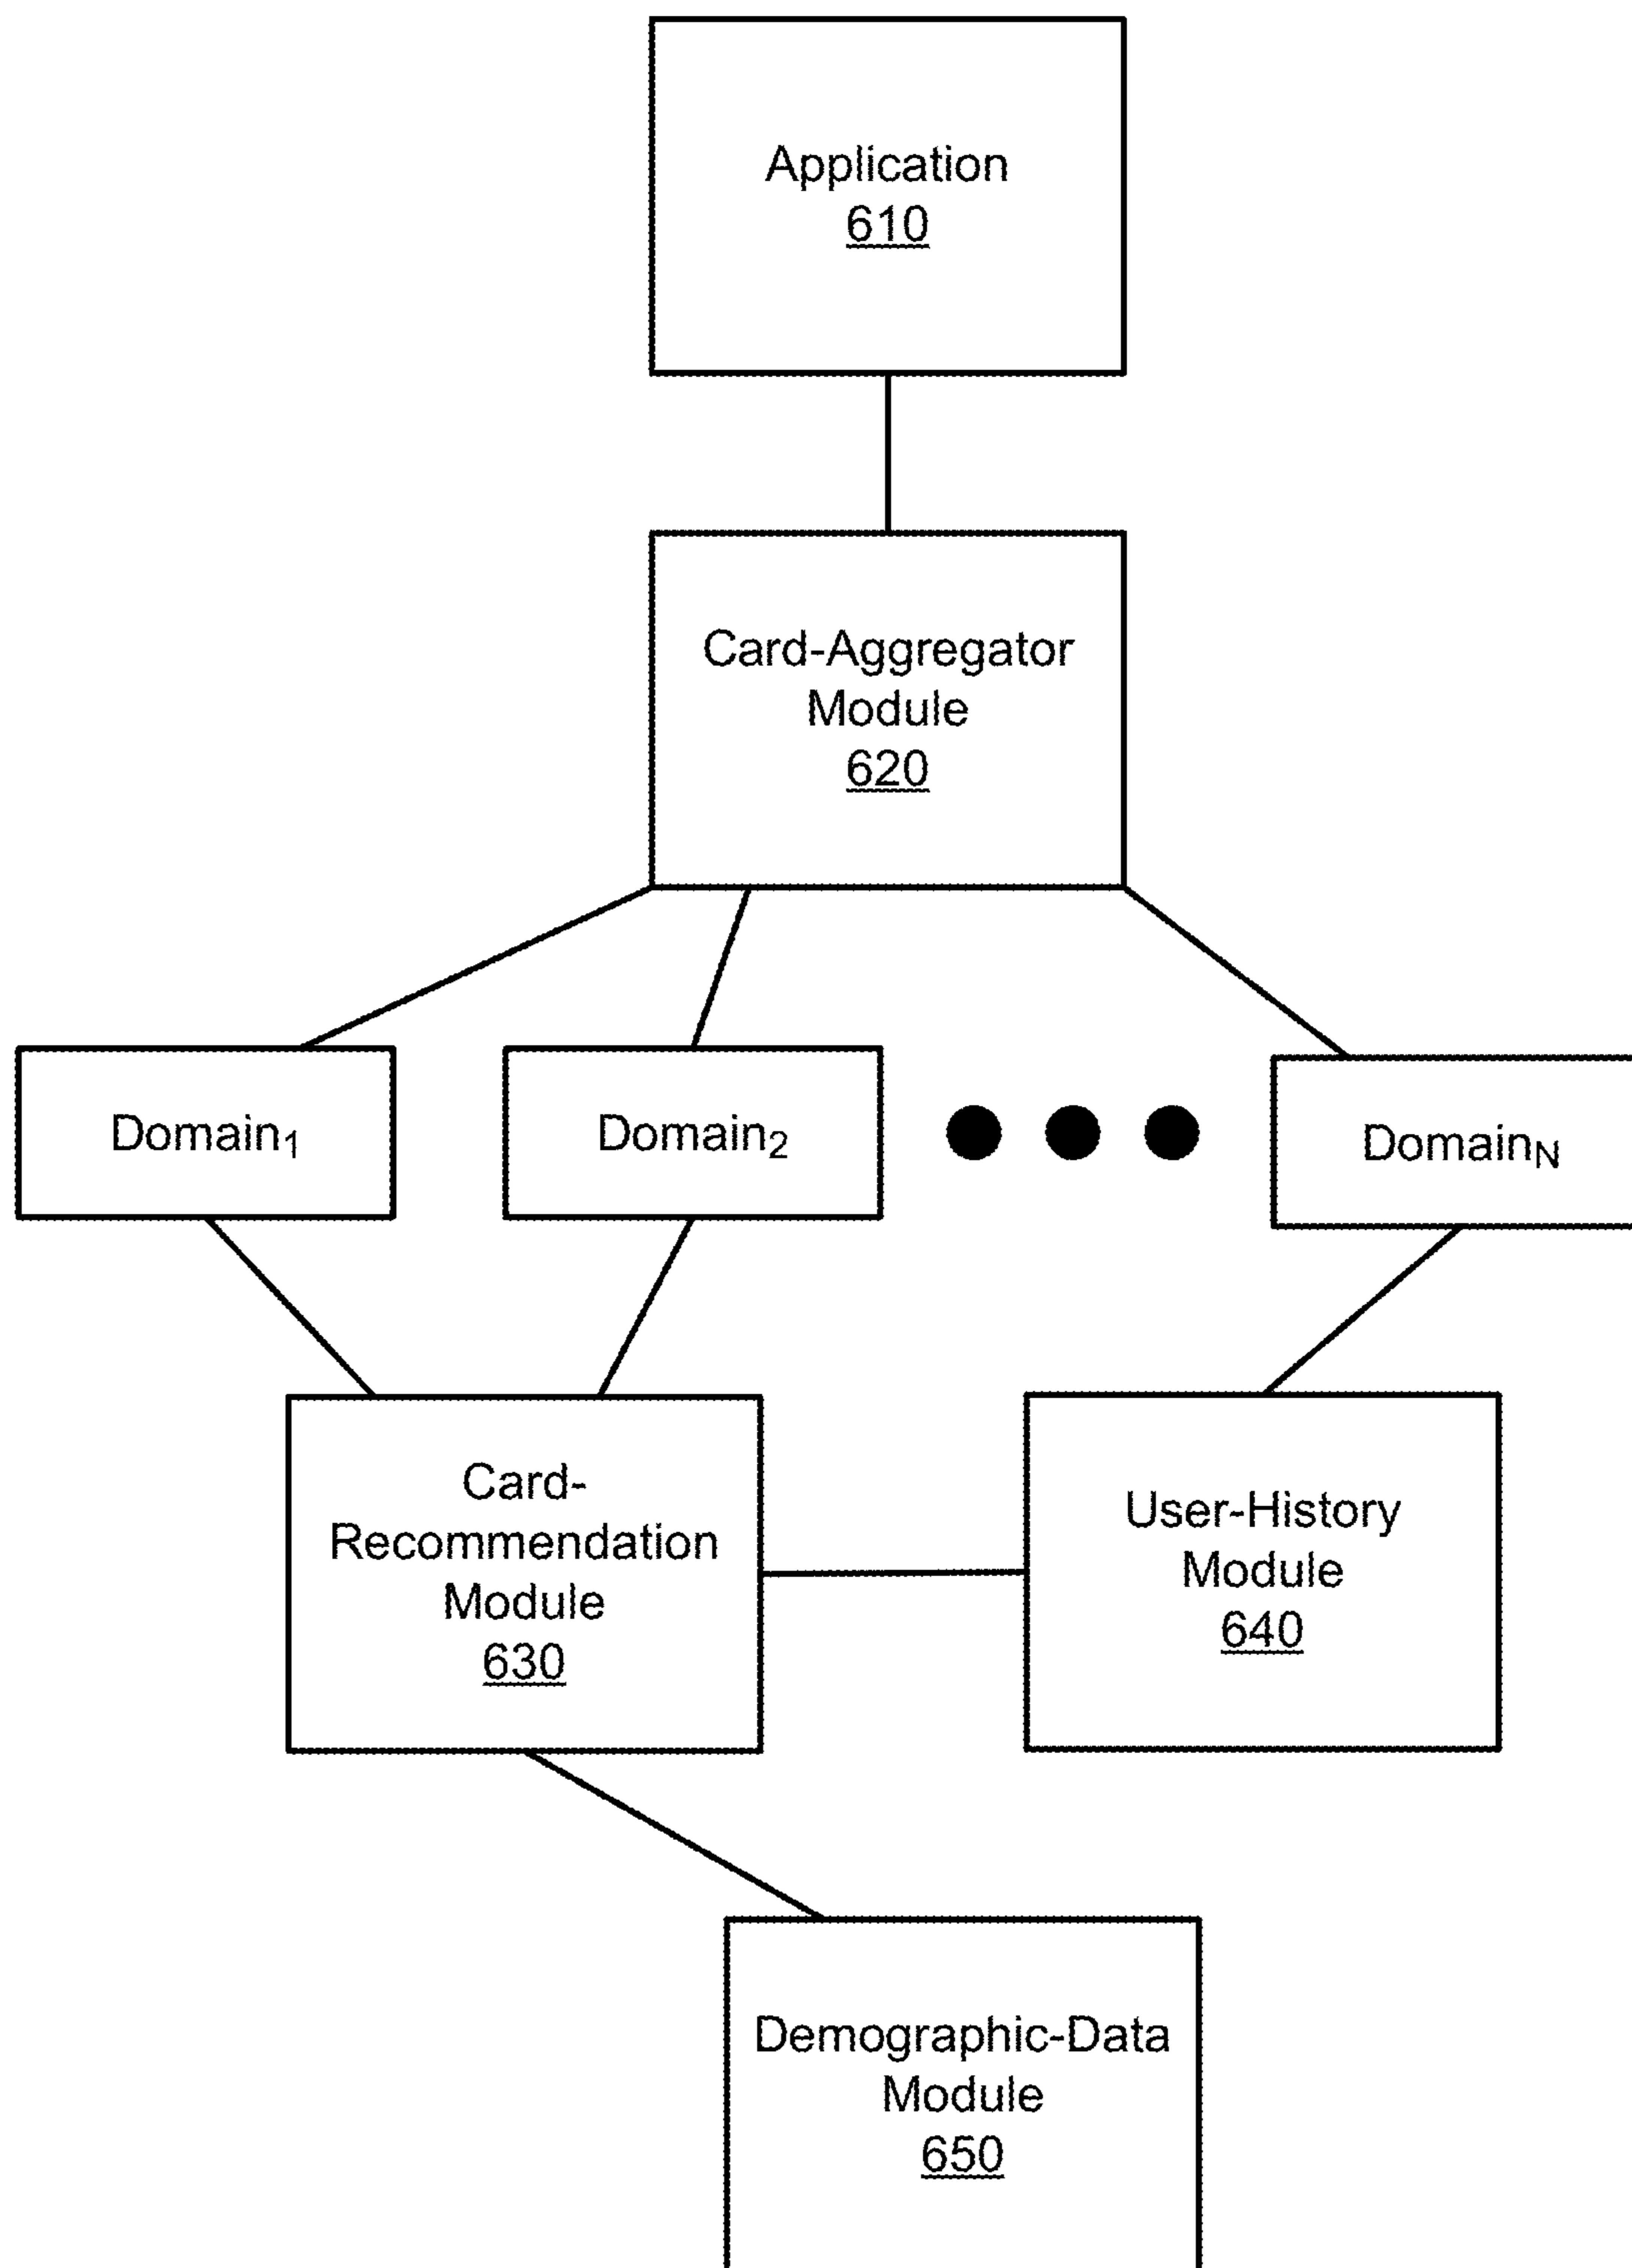 Application
610
Card-Aggregator
Module
620
Domain₁
Domain₂
Domain_N
Card-
Recommendation
Module
630
User-History
Module
640
Demographic-Data
Module
650